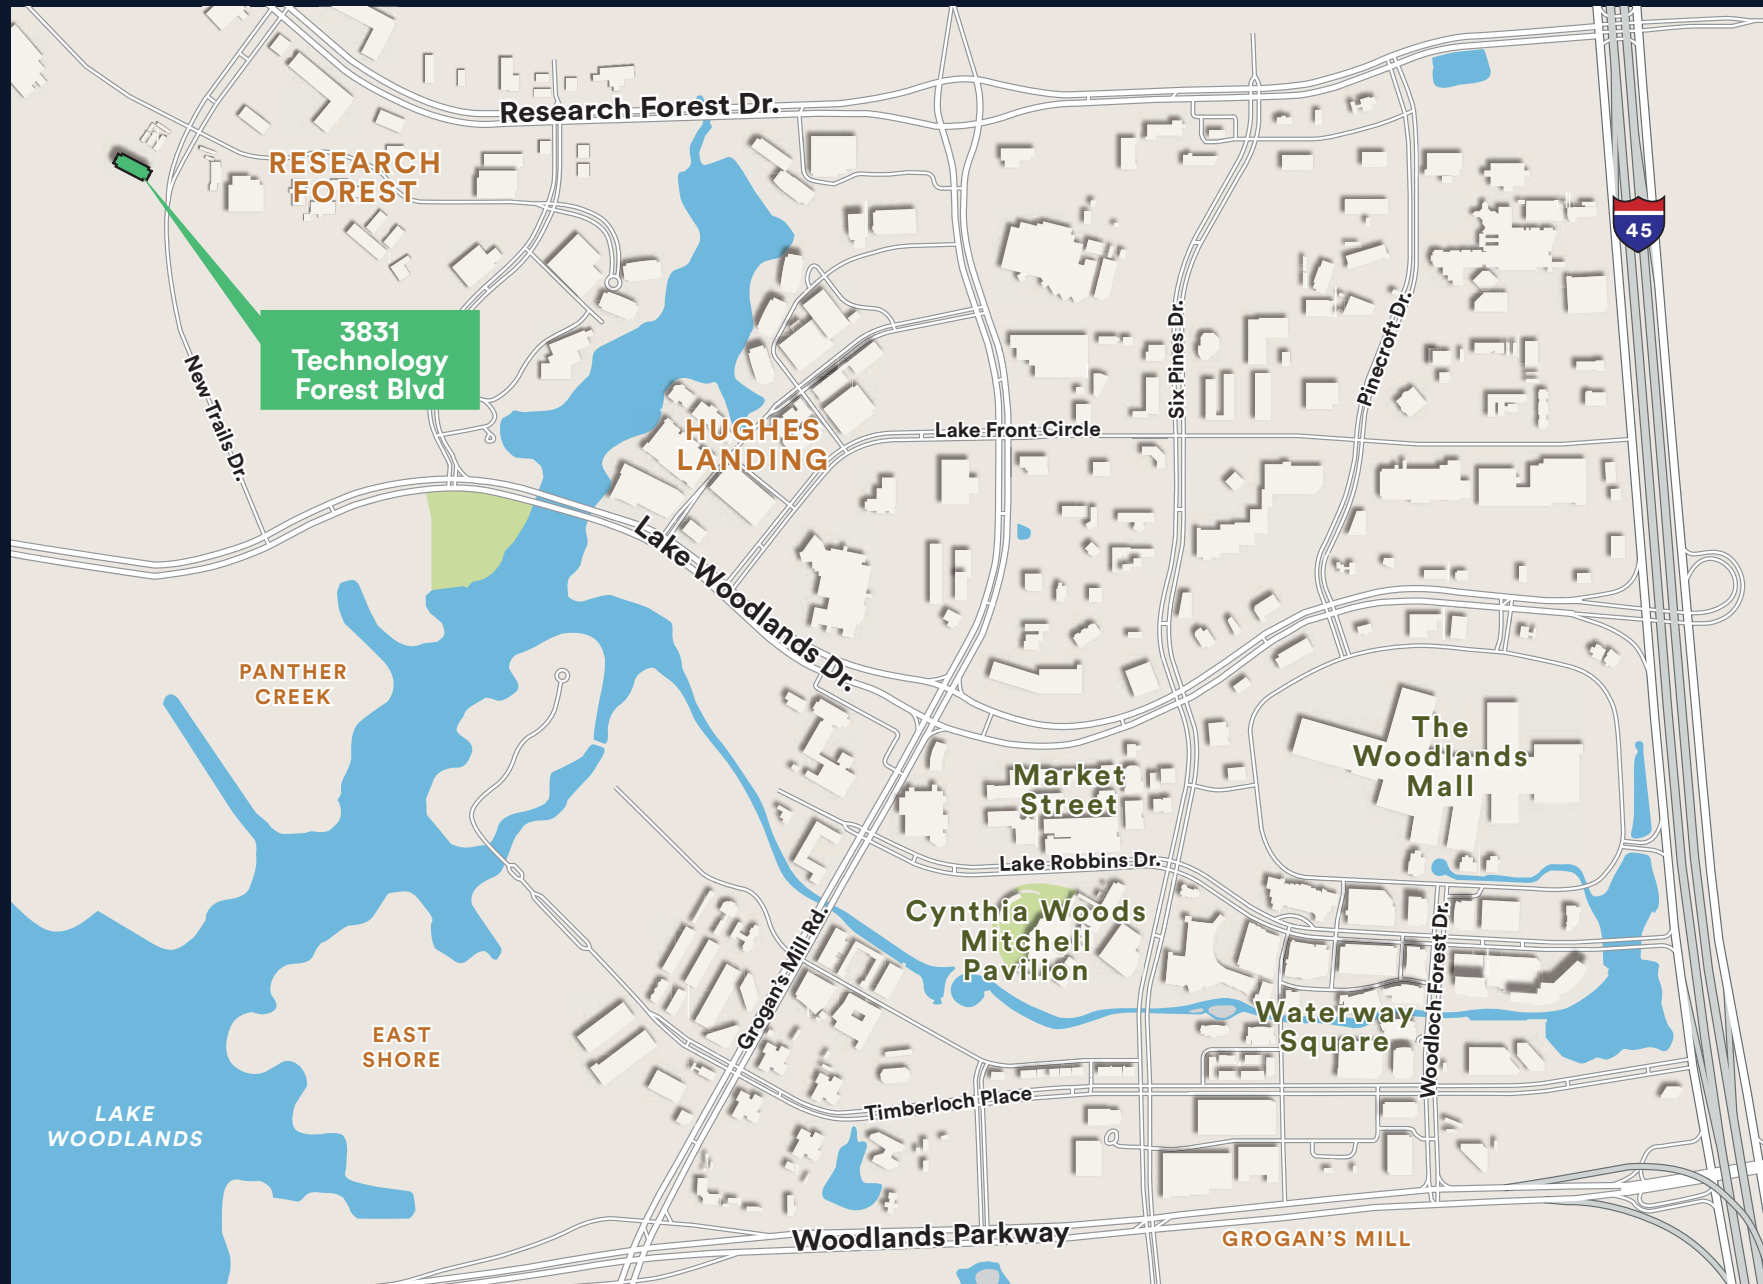 Research Forest Dr.
RESEARCH
FOREST
45
3831
Technology
Forest Blvd
New Trails Dr.
Six Pines Dr.
Pinecroft Dr.
HUGHES
LANDING
Lake Front Circle
Lake Woodlands Dr.
PANTHER
CREEK
The
Woodlands
Mall
Market
Street
Lake Robbins Dr.
Cynthia Woods
Mitchell
Pavilion
Grogan's Mill Rd.
Woodloch Forest Dr.
Waterway
Square
EAST
SHORE
LAKE
WOODLANDS
Timberloch Place
Woodlands Parkway
GROGAN'S MILL